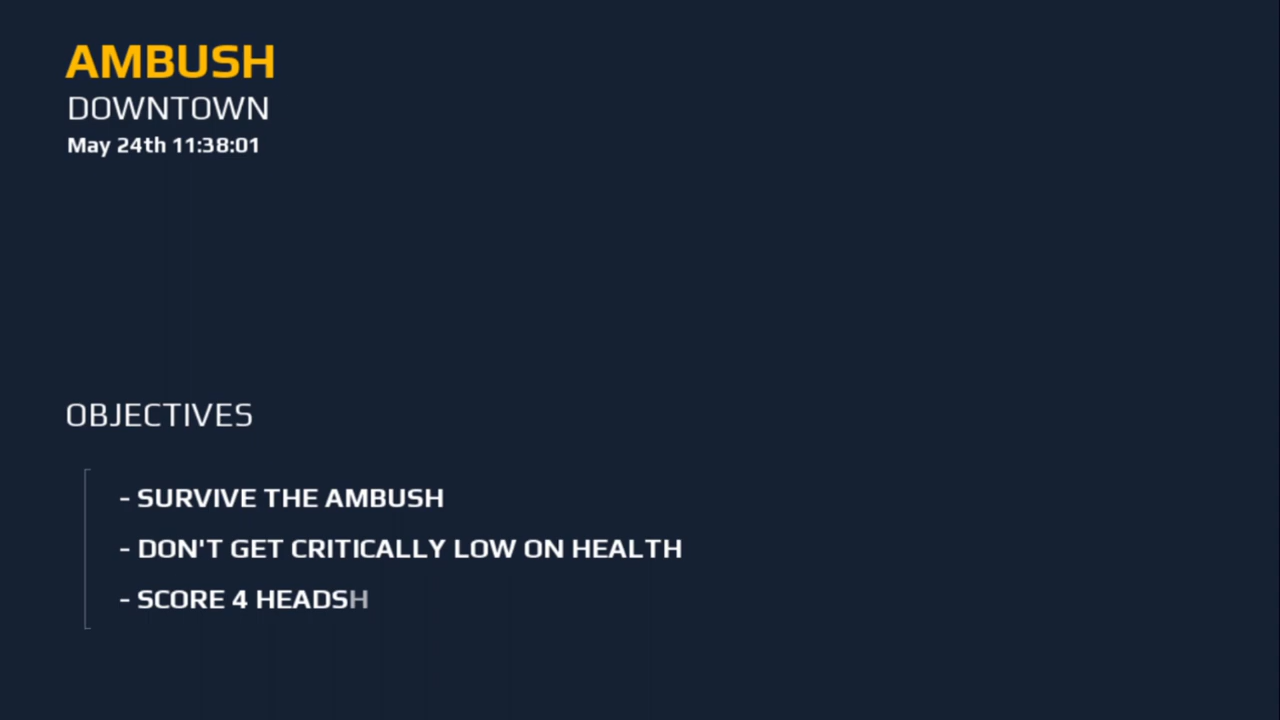 AMBUSH
DOWNTOWN
May 24th 11:38:01
OBJECTIVES
- SURVIVE THE AMBUSH
- DON'T GET CRITICALLY LOW ON HEALTH
- SCORE 4 HEADSH